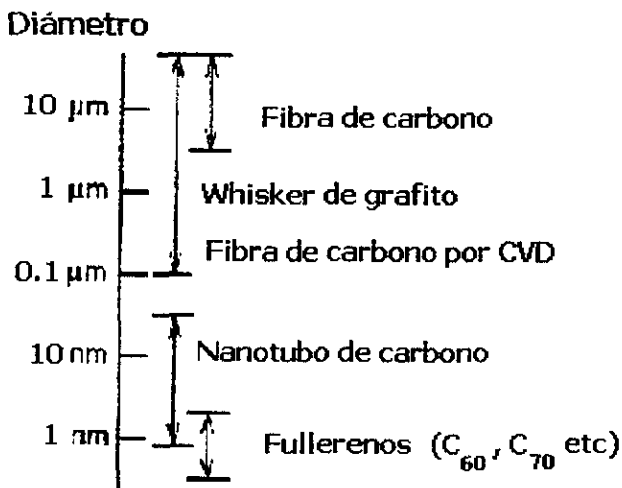 Diámetro
10 µm
Fibra de carbono
1 µm
Whisker de grafito
Fibra de carbono por CVD
0.1 µm
10 nm
Nanotubo de carbono
1 nm
Fullerenos (C60, C70 etc)